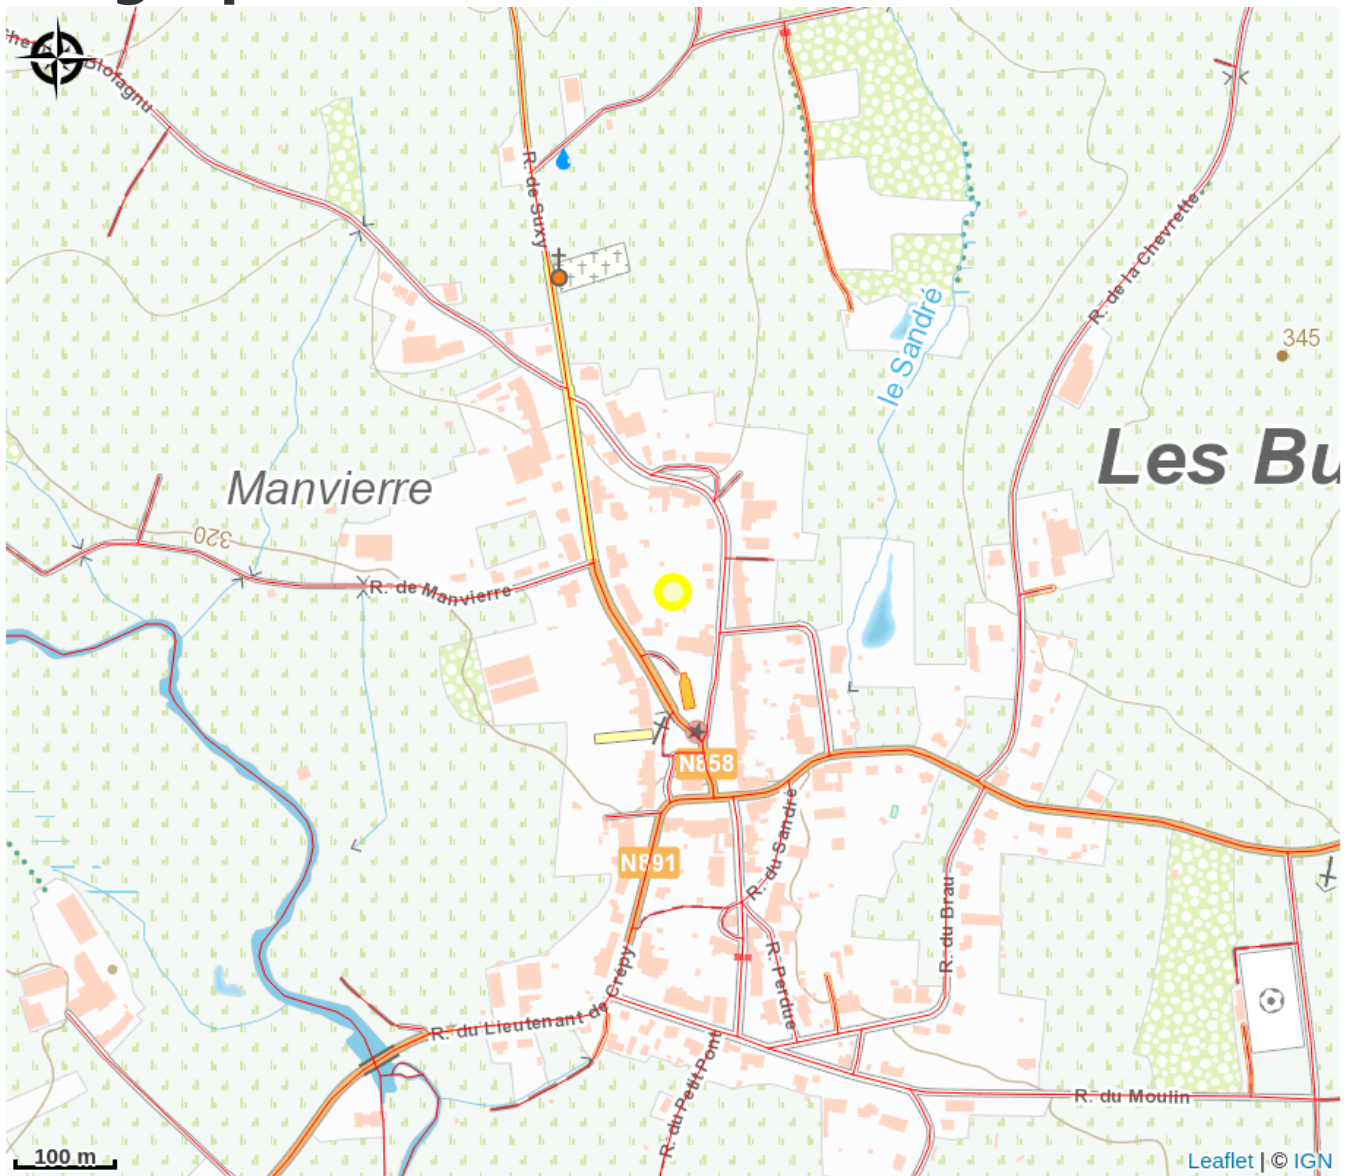 Blofagnu
R. de Suxy
R. de la Chevrette
le Sandré
345
Les Bu
Manvierre
320
R. de Manvierre
N858
N891
R. du Sandré
R. du Brau
R. Perdue
R. du Lieutenant de Crépy
R. du Petit Pont
R. du Moulin
100 m
Leaflet | © IGN